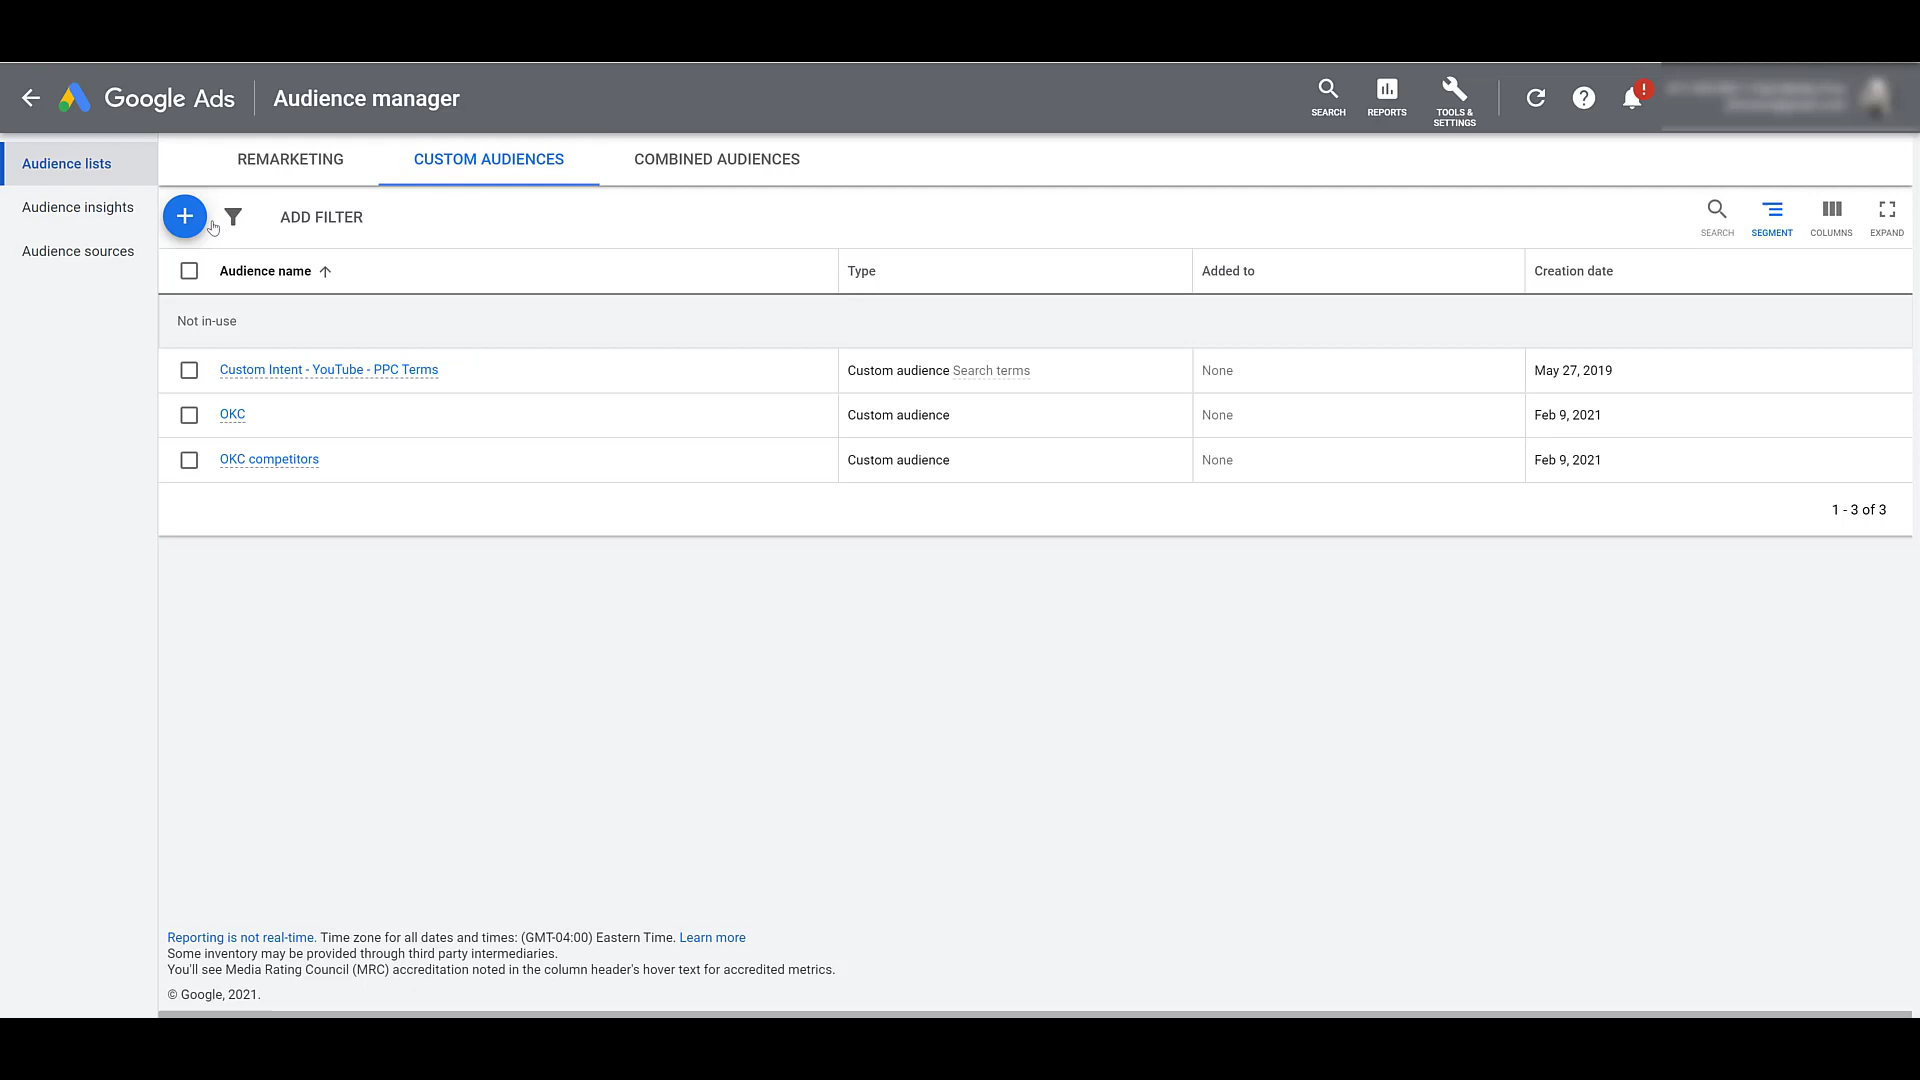 Google Ads
Audience manager
SEARCH
REPORTS
TOOLS &
SETTINGS
!
Audience lists
Audience insights
Audience sources
REMARKETING
CUSTOM AUDIENCES
COMBINED AUDIENCES
ADD FILTER
SEARCH
SEGMENT
COLUMNS
EXPAND
Audience name
Type
Added to
Creation date
Not in-use
Custom Intent - YouTube - PPC Terms
Custom audience Search terms
None
May 27, 2019
OKC
Custom audience
None
Feb 9, 2021
OKC competitors
Custom audience
None
Feb 9, 2021
1 - 3 of 3
Reporting is not real-time. Time zone for all dates and times: (GMT-04:00) Eastern Time. Learn more
Some inventory may be provided through third party intermediaries.
You'll see Media Rating Council (MRC) accreditation noted in the column header's hover text for accredited metrics.
© Google, 2021.